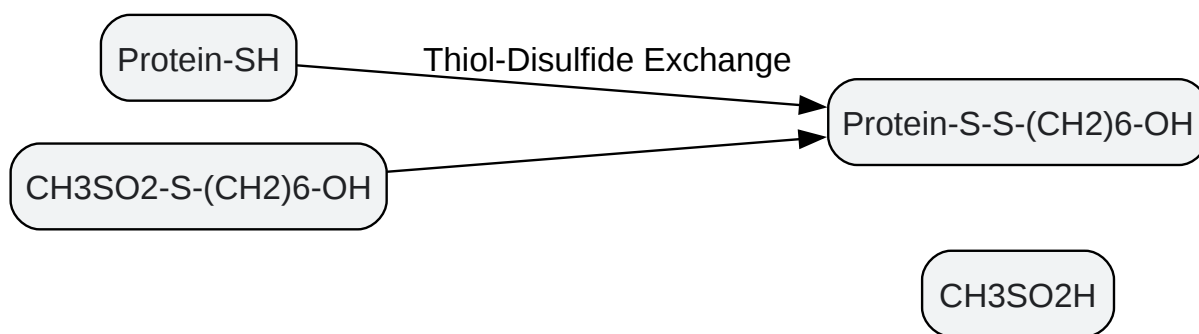 Protein-SH
Thiol-Disulfide Exchange
Protein-S-S-(CH2)6-OH
CH3SO2-S-(CH2)6-OH
CH3SO2H